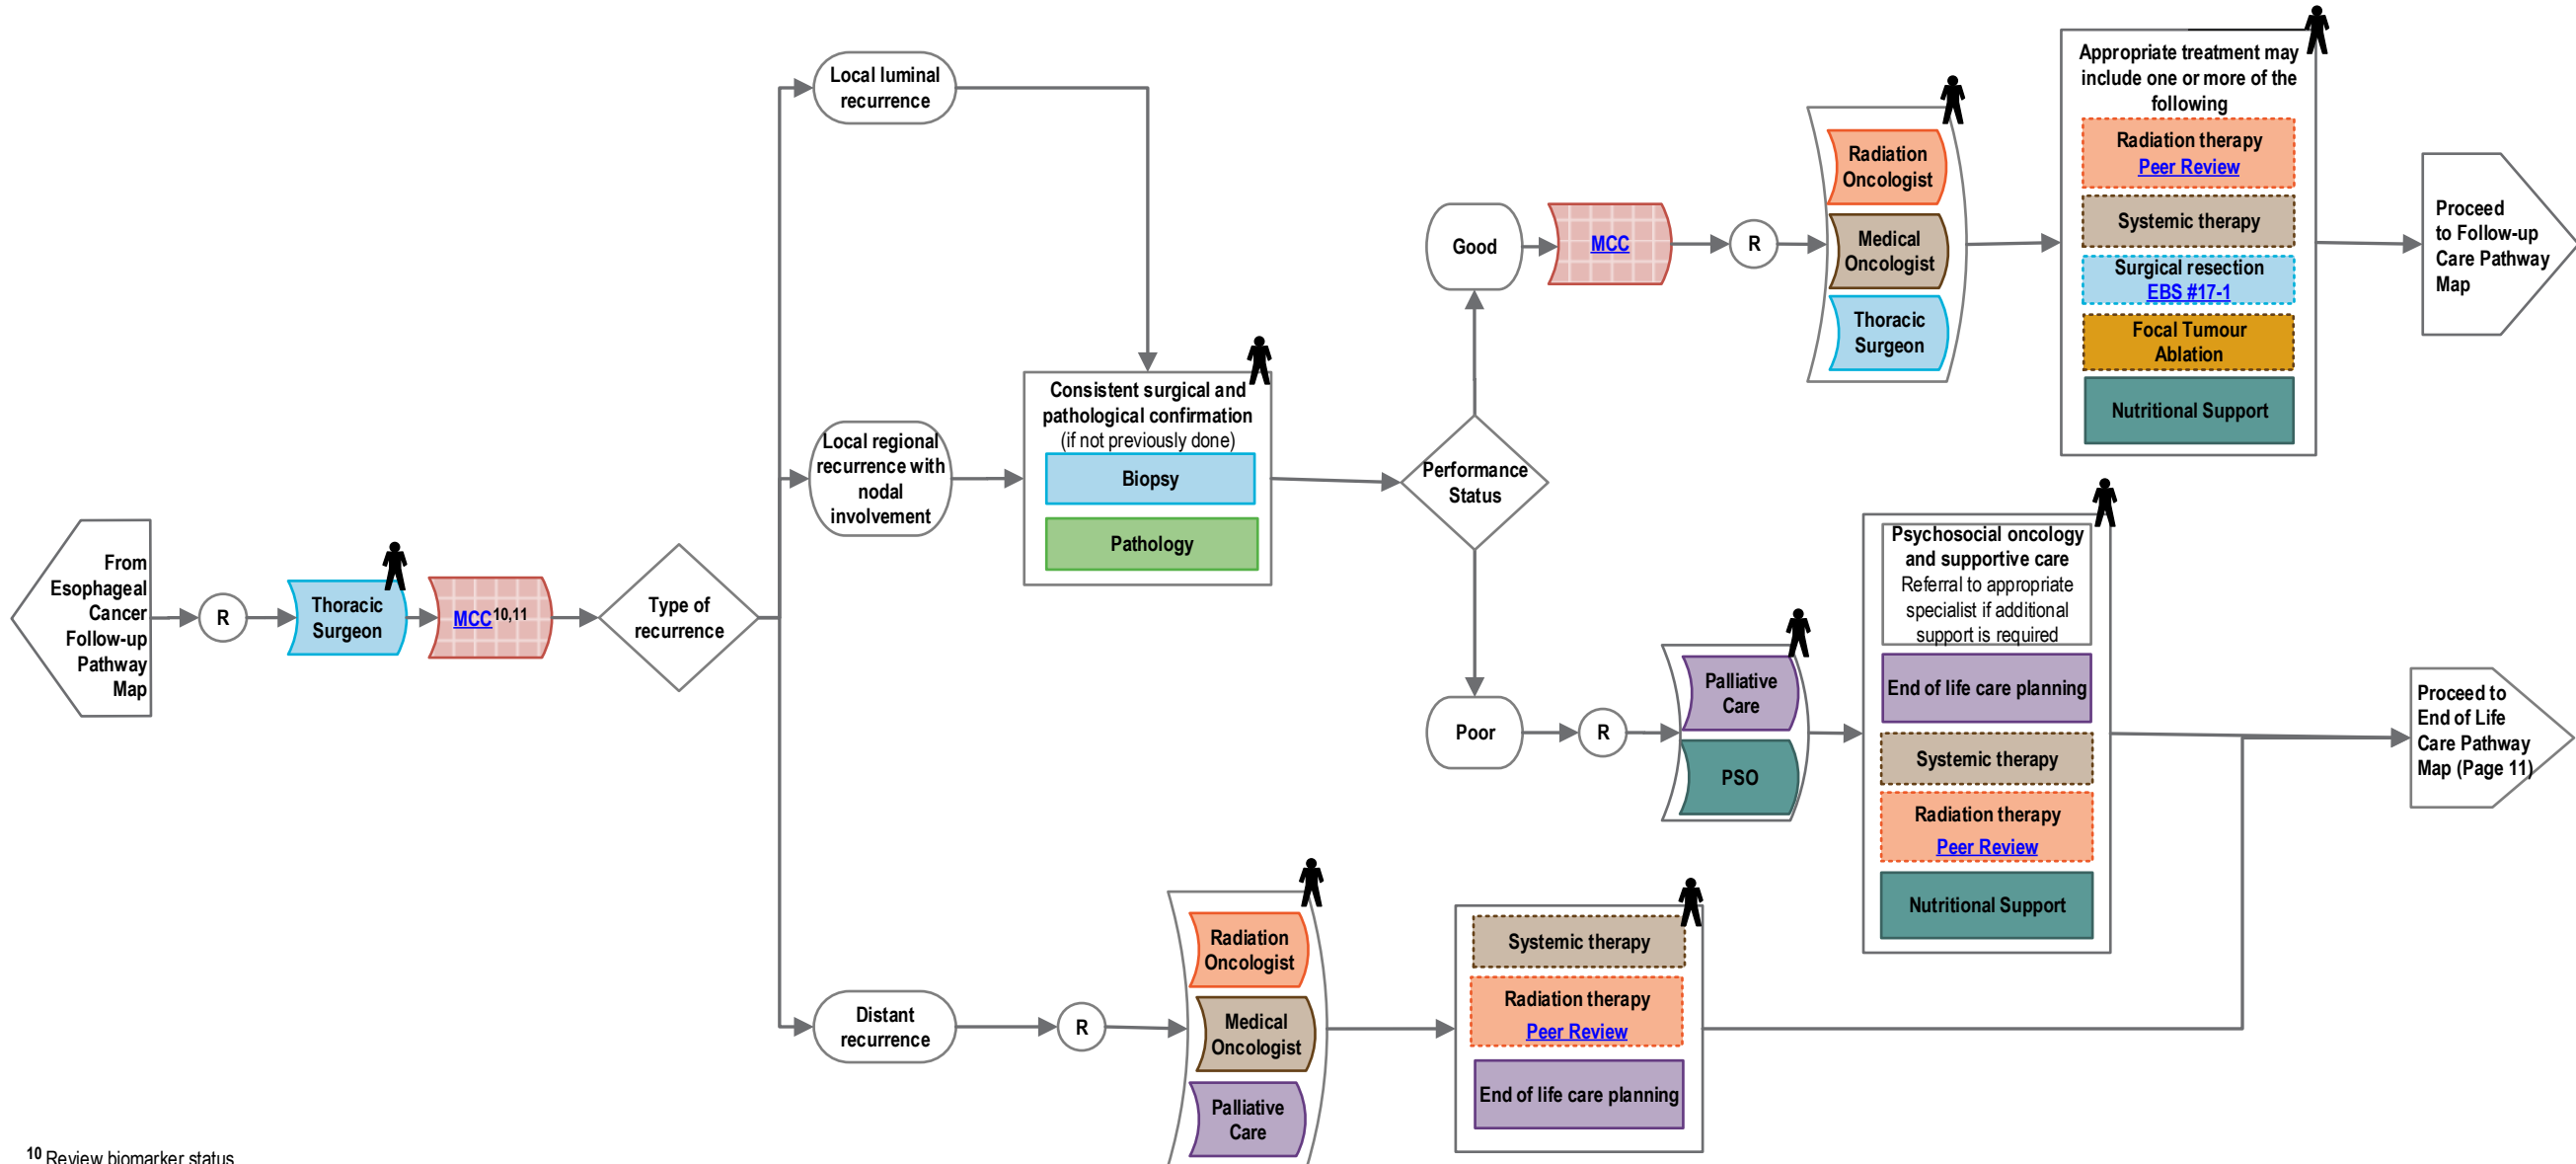 From
Esophageal
Cancer
Follow-up
Pathway
Map
R
Thoracic
Surgeon
MCC10,11
Type of
recurrence
Local luminal
recurrence
Local regional
recurrence with
nodal
involvement
Consistent surgical and
pathological confirmation
(if not previously done)
Biopsy
Pathology
Performance
Status
Good
MCC
R
Radiation
Oncologist
Medical
Oncologist
Thoracic
Surgeon
Appropriate treatment may
include one or more of the
following
Radiation therapy
Peer Review
Systemic therapy
Surgical resection
EBS #17-1
Focal Tumour
Ablation
Nutritional Support
Proceed
to Follow-up
Care Pathway
Map
Poor
R
Palliative
Care
PSO
Psychosocial oncology
and supportive care
Referral to appropriate
specialist if additional
support is required
End of life care planning
Systemic therapy
Radiation therapy
Peer Review
Nutritional Support
Proceed to
End of Life
Care Pathway
Map (Page 11)
Distant
recurrence
R
Radiation
Oncologist
Medical
Oncologist
Palliative
Care
Systemic therapy
Radiation therapy
Peer Review
End of life care planning
10 Review biomarker status